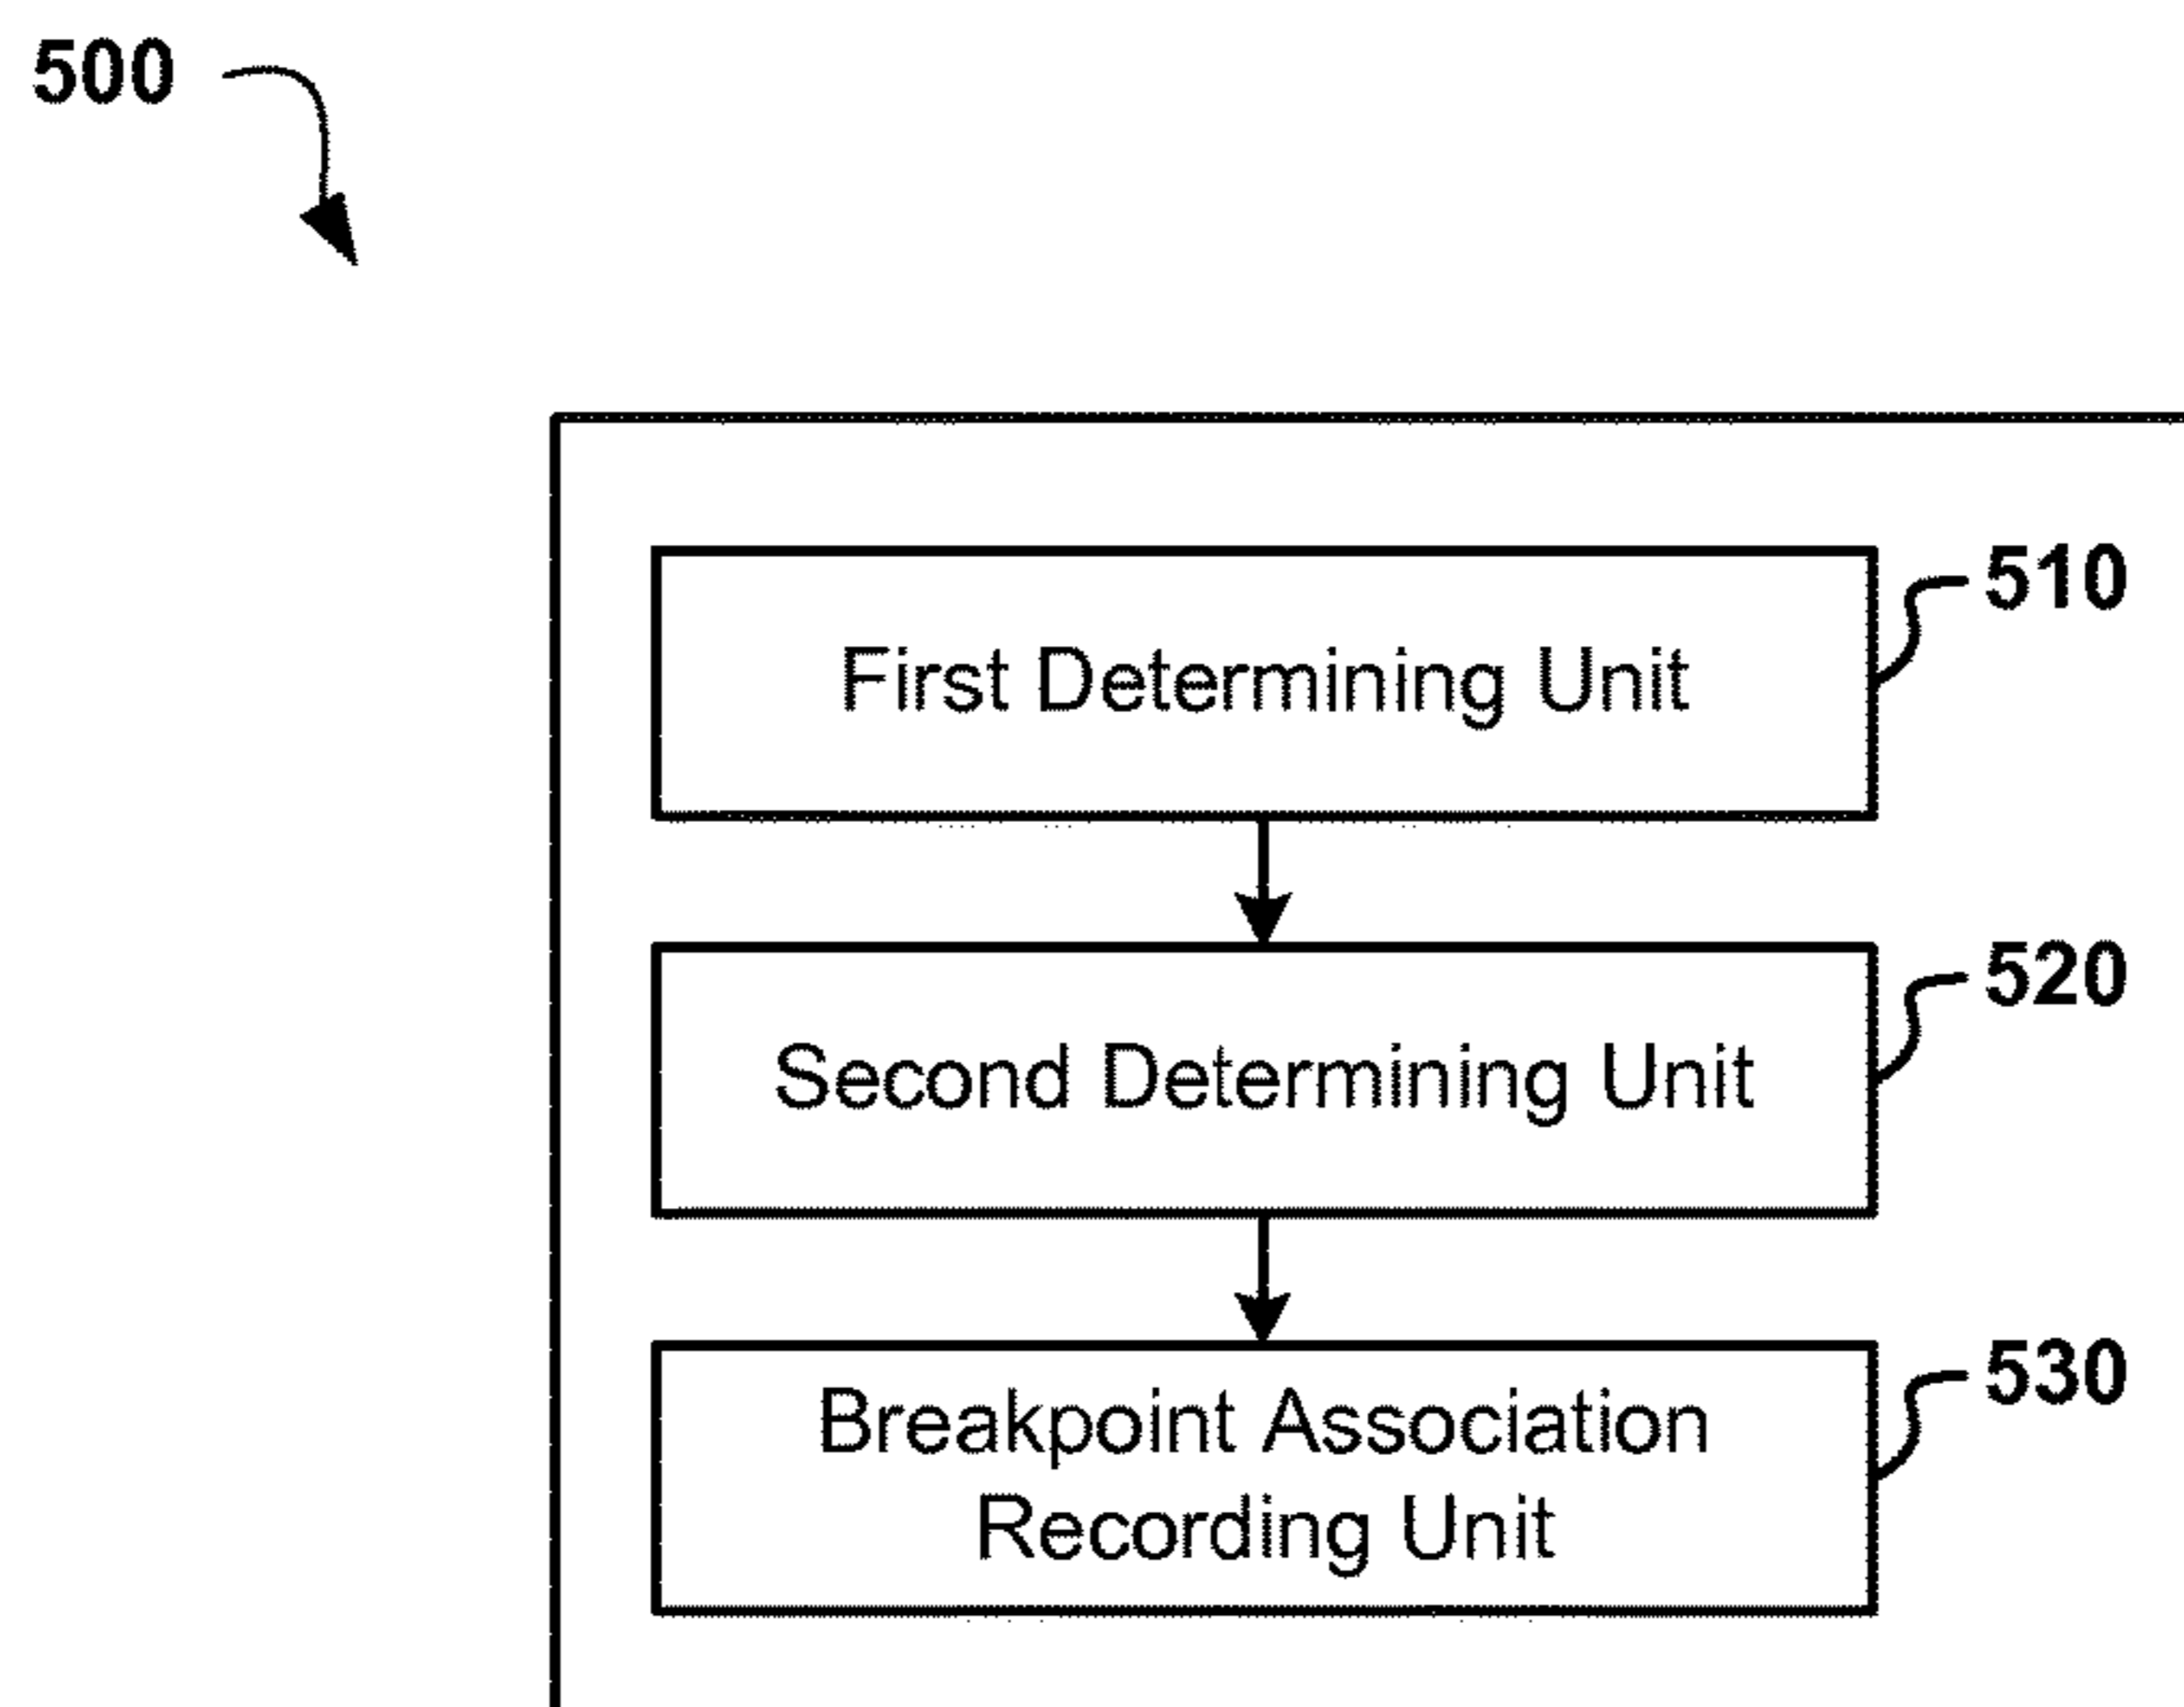 500
510
First Determining Unit
520
Second Determining Unit
530
Breakpoint Association
Recording Unit